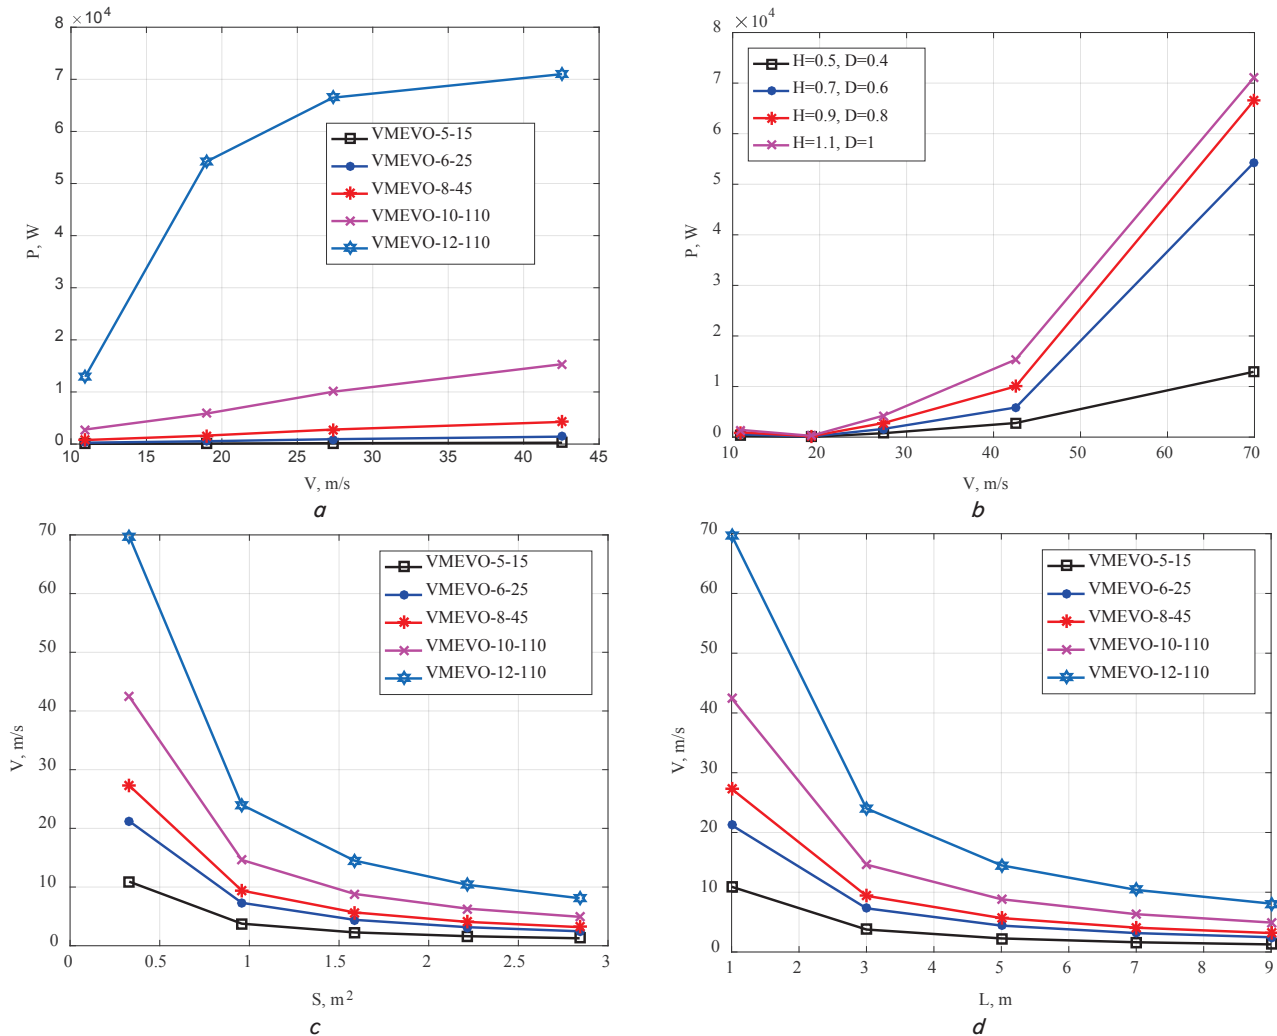 ×10⁴
8
7
6
5
4
3
2
1
0
P, W
VMEVO-5-15
VMEVO-6-25
VMEVO-8-45
VMEVO-10-110
VMEVO-12-110
10 15 20 25 30 35 40 45
V, m/s
a
×10⁴
8
7
6
5
4
3
2
1
0
P, W
H=0.5, D=0.4
H=0.7, D=0.6
H=0.9, D=0.8
H=1.1, D=1
10 20 30 40 50 60 70
V, m/s
b
70
60
50
40
30
20
10
0
V, m/s
VMEVO-5-15
VMEVO-6-25
VMEVO-8-45
VMEVO-10-110
VMEVO-12-110
0 0.5 1 1.5 2 2.5 3
S, m²
c
70
60
50
40
30
20
10
0
V, m/s
VMEVO-5-15
VMEVO-6-25
VMEVO-8-45
VMEVO-10-110
VMEVO-12-110
1 2 3 4 5 6 7 8 9
L, m
d